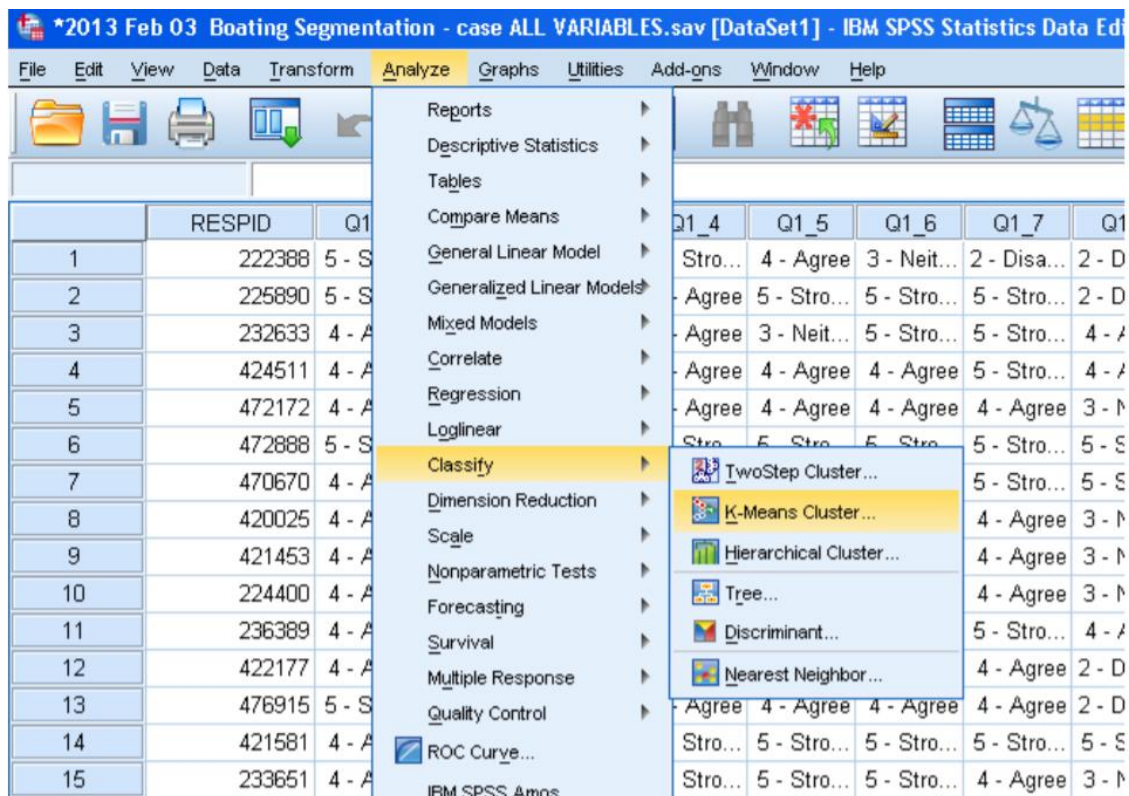 *2013 Feb 03 Boating Segmentation - case ALL VARIABLES.sav [DataSet1] - IBM SPSS Statistics Data Edi
File Edit View Data Transform Analyze Graphs Utilities Add-ons Window Help
Reports
Descriptive Statistics
Tables
Compare Means
General Linear Model
Generalized Linear Models
Mixed Models
Correlate
Regression
Loglinear
Classify
Dimension Reduction
Scale
Nonparametric Tests
Forecasting
Survival
Multiple Response
Quality Control
ROC Curve...
IBM SPSS Amos
TwoStep Cluster...
K-Means Cluster...
Hierarchical Cluster...
Tree...
Discriminant...
Nearest Neighbor...
RESPID Q1 Q1_4 Q1_5 Q1_6 Q1_7 Q1
1 222388 5 - S Stro... 4 - Agree 3 - Neit... 2 - Disa... 2 - D
2 225890 5 - S Agree 5 - Stro... 5 - Stro... 5 - Stro... 2 - D
3 232633 4 - A Agree 3 - Neit... 5 - Stro... 5 - Stro... 4 - A
4 424511 4 - A Agree 4 - Agree 4 - Agree 5 - Stro... 4 - A
5 472172 4 - A Agree 4 - Agree 4 - Agree 4 - Agree 3 - N
6 472888 5 - S Stro 5 - Stro 5 - Stro 5 - Stro... 5 - S
7 470670 4 - A 5 - Stro... 5 - S
8 420025 4 - A 4 - Agree 3 - N
9 421453 4 - A 4 - Agree 3 - N
10 224400 4 - A 4 - Agree 3 - N
11 236389 4 - A 5 - Stro... 4 - A
12 422177 4 - A 4 - Agree 2 - D
13 476915 5 - S Agree 4 - Agree 4 - Agree 4 - Agree 2 - D
14 421581 4 - A Stro... 5 - Stro... 5 - Stro... 5 - Stro... 5 - S
15 233651 4 - A Stro... 5 - Stro... 5 - Stro... 4 - Agree 3 - N